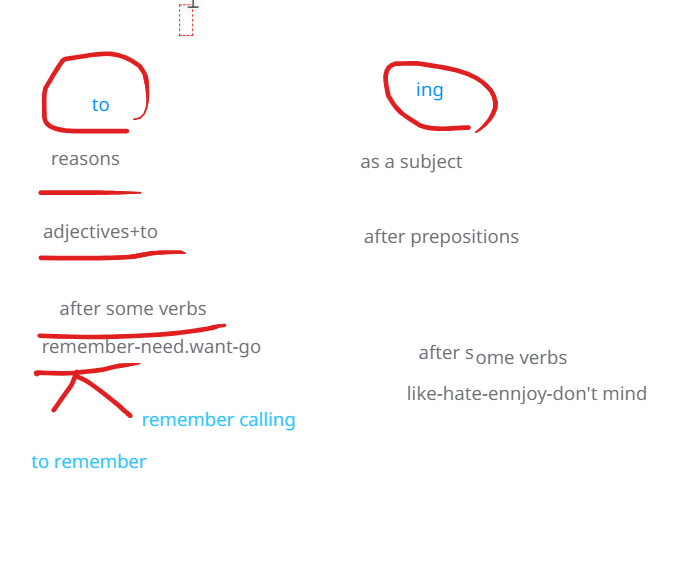 to
reasons
adjectives+to
after some verbs
remember-need.want-go
remember calling
to remember
ing
as a subject
after prepositions
after some verbs
like-hate-ennjoy-don't mind